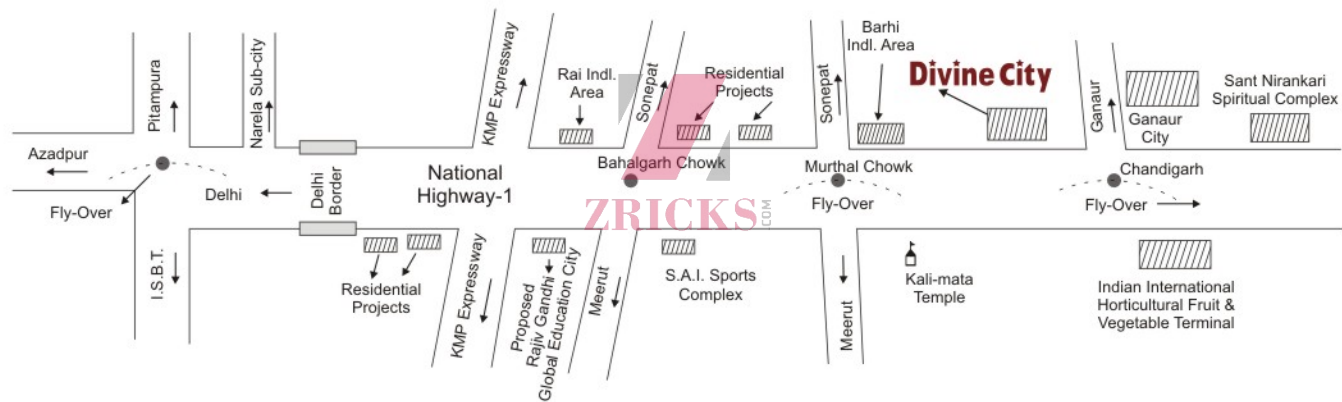 Azadpur
Pitampura
Narela Sub-city
Fly-Over
Delhi
I.S.B.T.
Delhi
Border
Residential
Projects
National
Highway-1
KMP Expressway
KMP Expressway
Rai Indl.
Area
Sonepat
Residential
Projects
Bahalgarh Chowk
ZRICKS.COM
Proposed
Rajiv Gandhi
Global Education City
Meerut
S.A.I. Sports
Complex
Sonepat
Barhi
Indl. Area
Divine City
Murthal Chowk
Fly-Over
Meerut
Kali-mata
Temple
Ganaur
Ganaur
City
Sant Nirankari
Spiritual Complex
Chandigarh
Fly-Over
Indian International
Horticultural Fruit &
Vegetable Terminal